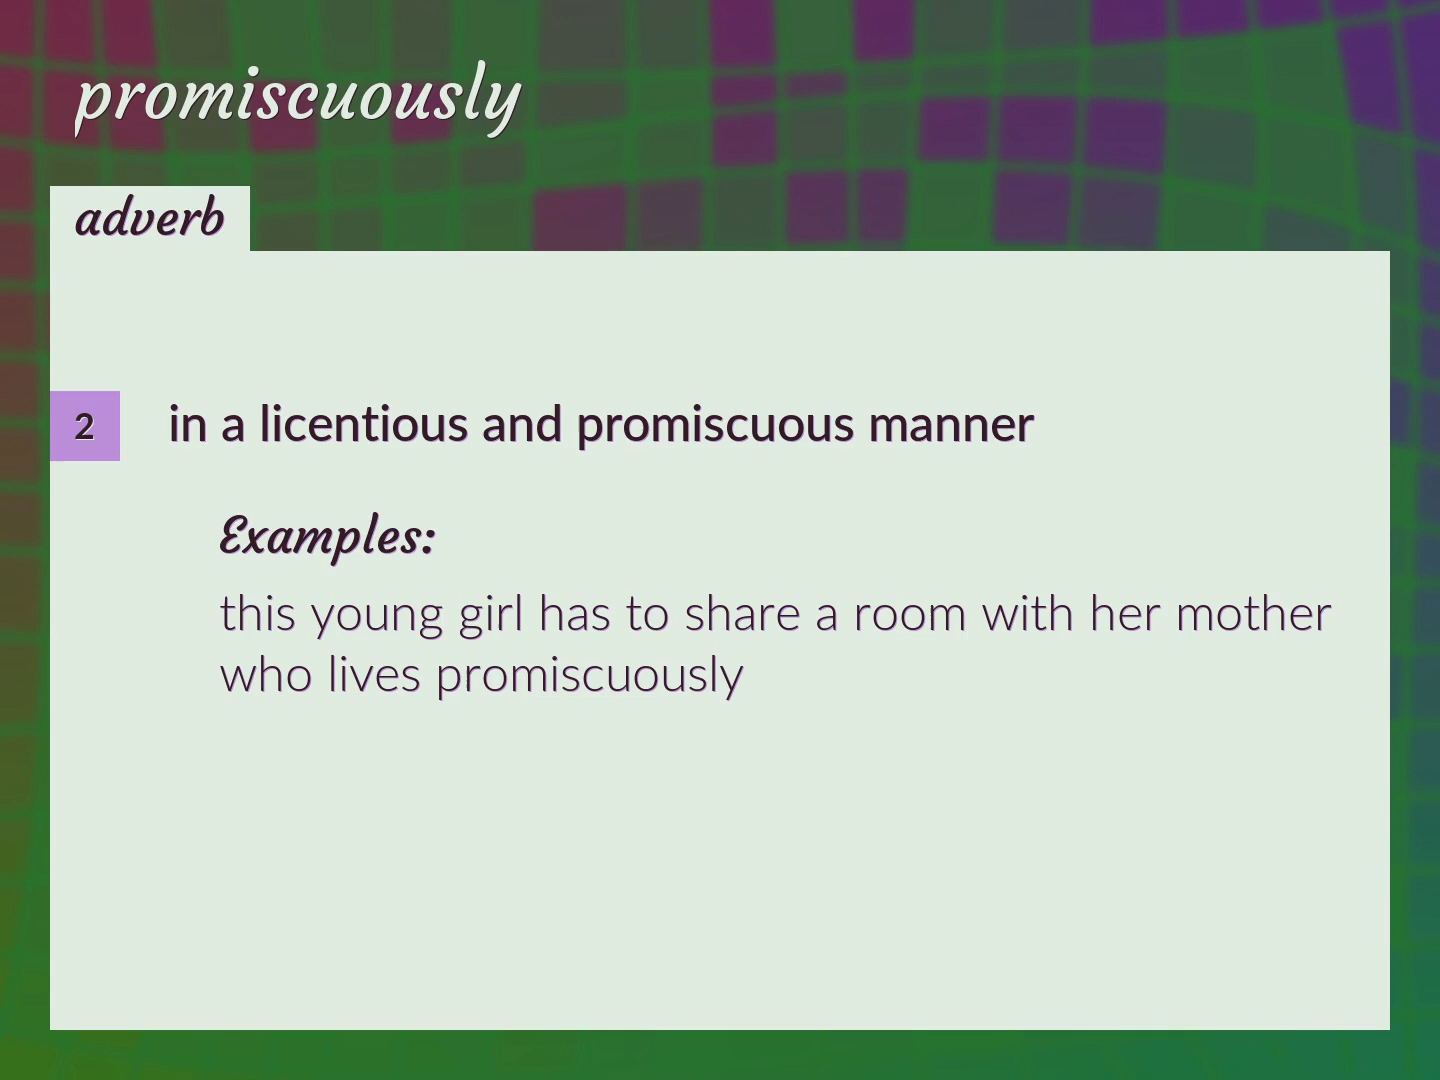 promiscuously
adverb
2 in a licentious and promiscuous manner
Examples:
this young girl has to share a room with her mother
who lives promiscuously